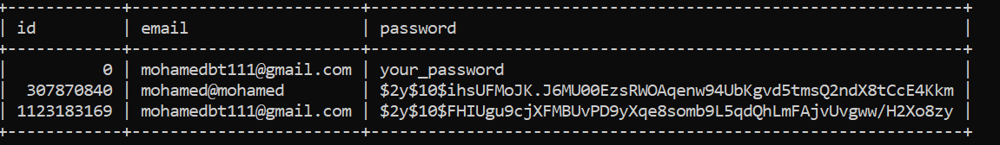 +------------+-----------------------+--------------------------------------------------------------+
| id | email | password |
+------------+-----------------------+--------------------------------------------------------------+
| 0 | mohamedbt111@gmail.com | your_password |
| 307870840 | mohamed@mohamed | $2y$10$ihsUFMoJK.J6MU00EzsRWOAqenw94UbKgvd5tmsQ2ndX8tCcE4Kkm |
| 1123183169 | mohamedbt111@gmail.com | $2y$10$FHIUgu9cjXFMBUvPD9yXqe8somb9L5qdQhLmFAjvUvgww/H2Xo8zy |
+------------+-----------------------+--------------------------------------------------------------+